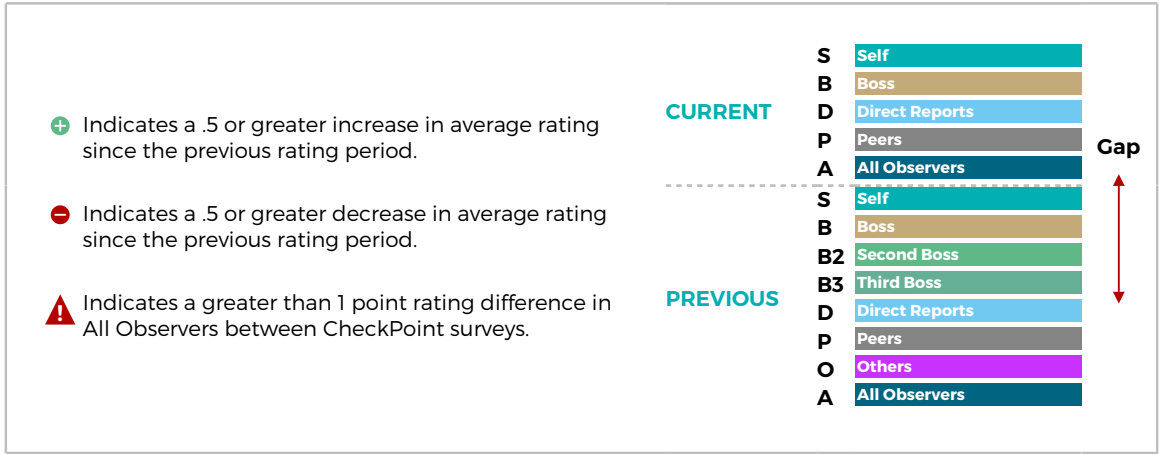 Indicates a .5 or greater increase in average rating
since the previous rating period.
Indicates a .5 or greater decrease in average rating
since the previous rating period.
Indicates a greater than 1 point rating difference in
All Observers between CheckPoint surveys.
CURRENT
S Self
B Boss
D Direct Reports
P Peers
A All Observers
PREVIOUS
S Self
B Boss
B2 Second Boss
B3 Third Boss
D Direct Reports
P Peers
O Others
A All Observers
Gap